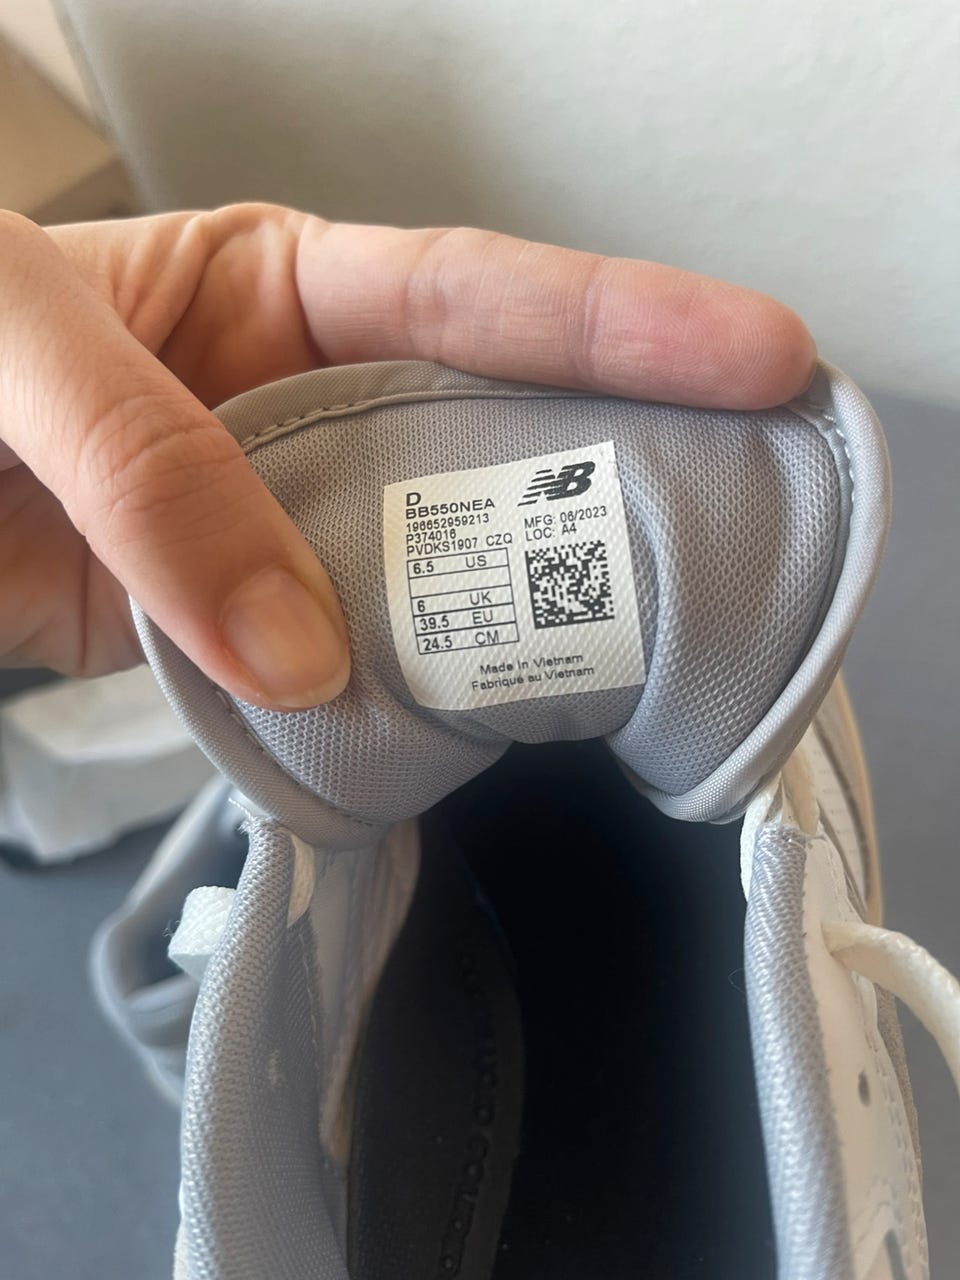 D
BB550NEA
196652959213
P374016
PVDKS1907 CZQ
NB
MFG: 06/2023
LOC: A4
6.5 US
6 UK
39.5 EU
24.5 CM
Made in Vietnam
Fabriqué au Vietnam